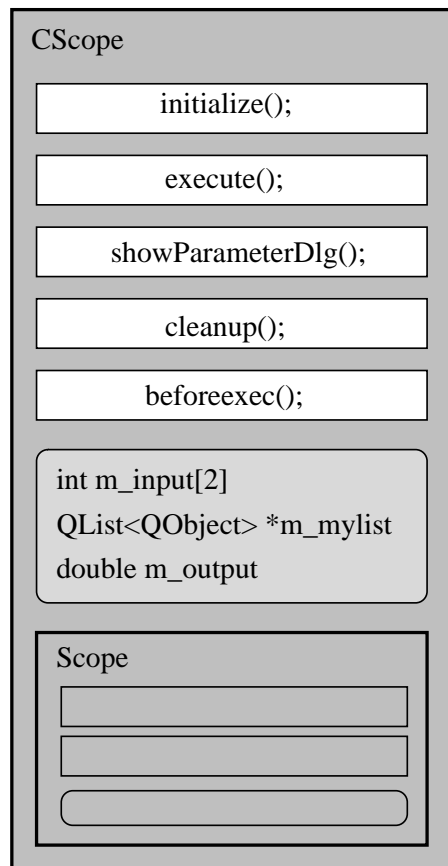 CScope
initialize();
execute();
showParameterDlg();
cleanup();
beforeexec();
int m_input[2]
QList<QObject> *m_mylist
double m_output
Scope